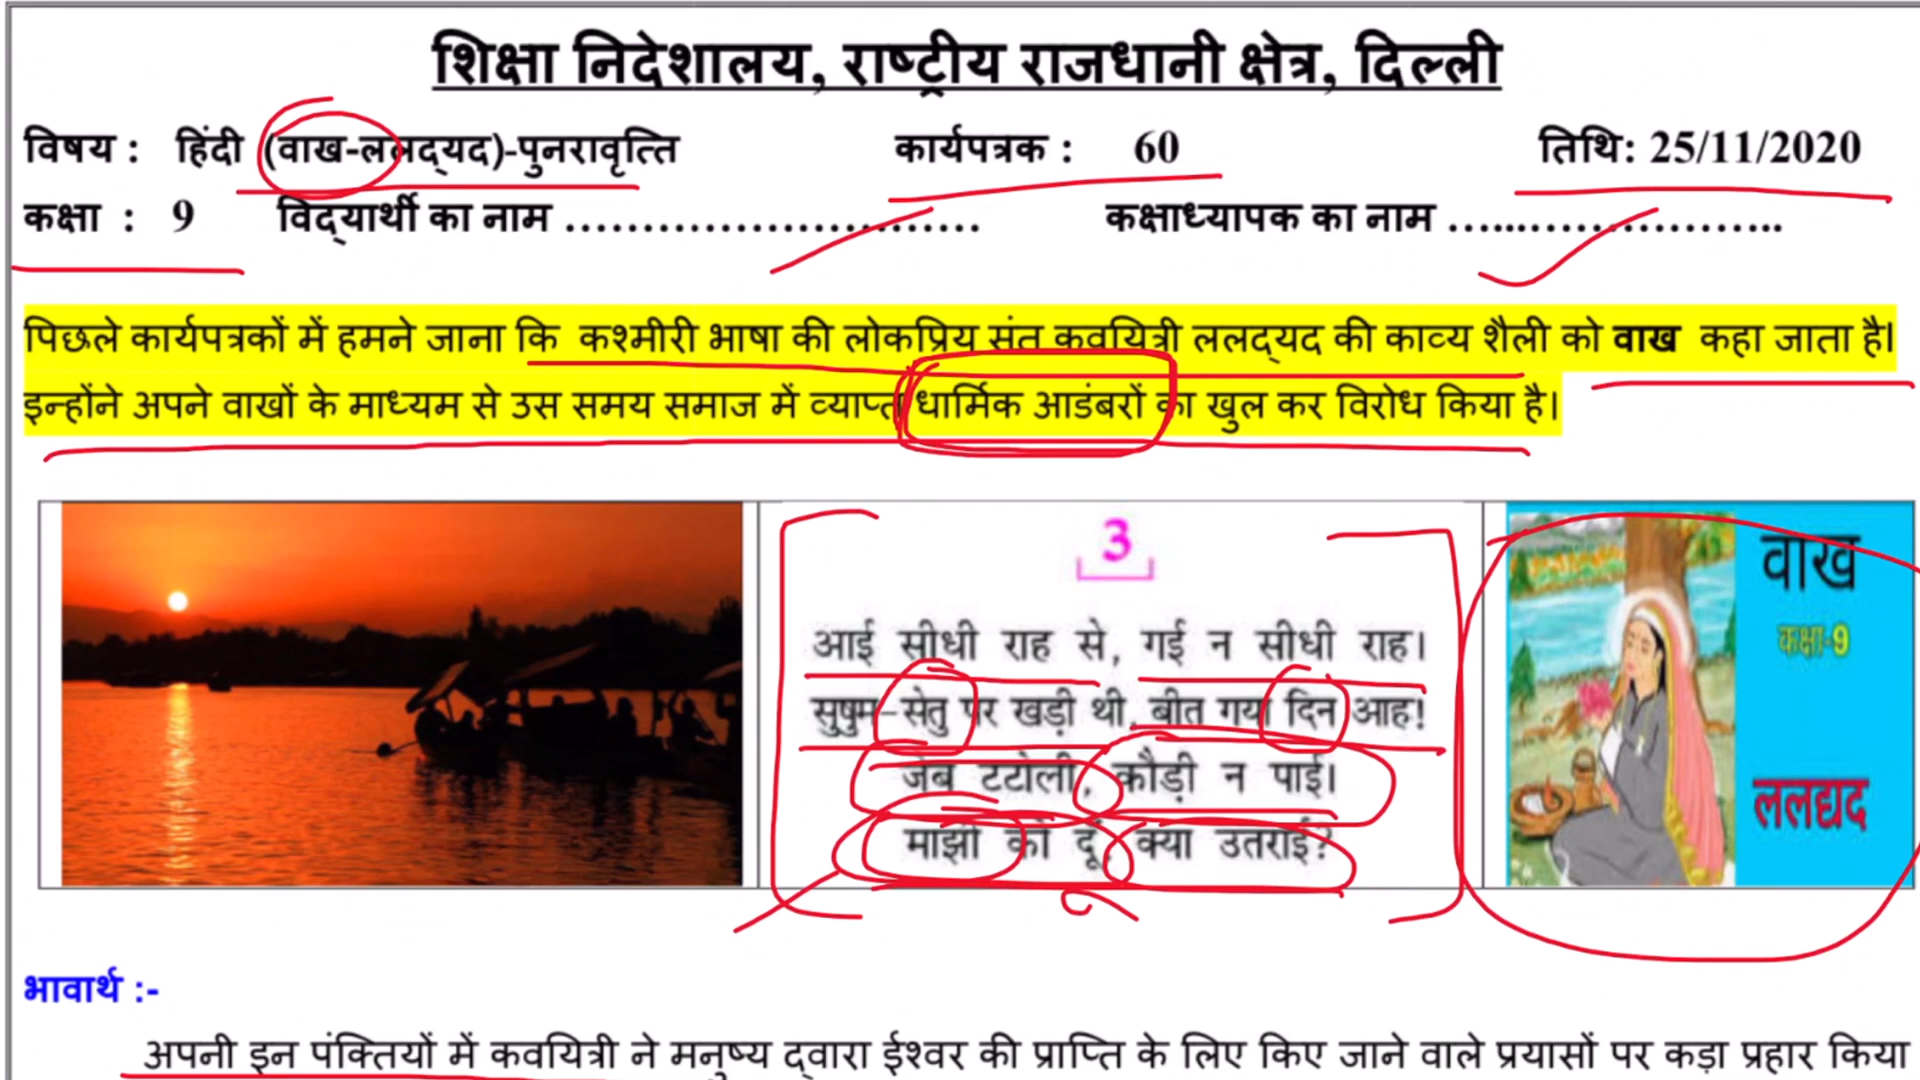 शिक्षा निदेशालय, राष्ट्रीय राजधानी क्षेत्र, दिल्ली
विषय : हिंदी (वाख-ललद्यद)-पुनरावृत्ति कार्यपत्रक : 60 तिथि: 25/11/2020
कक्षा : 9 विद्यार्थी का नाम ........................... कक्षाध्यापक का नाम ......................
पिछले कार्यपत्रकों में हमने जाना कि कश्मीरी भाषा की लोकप्रिय संत कवयित्री ललद्यद की काव्य शैली को वाख कहा जाता है।
इन्होंने अपने वाखों के माध्यम से उस समय समाज में व्याप्त धार्मिक आडंबरों का खुल कर विरोध किया है।
3
आई सीधी राह से, गई न सीधी राह।
सुषुम-सेतु पर खड़ी थी, बीत गया दिन आह!
जेब टटोली, कौड़ी न पाई।
माझी को दूँ, क्या उतराई?
वाख
कक्षा-9
ललद्यद
भावार्थ :-
अपनी इन पंक्तियों में कवयित्री ने मनुष्य द्वारा ईश्वर की प्राप्ति के लिए किए जाने वाले प्रयासों पर कड़ा प्रहार किया